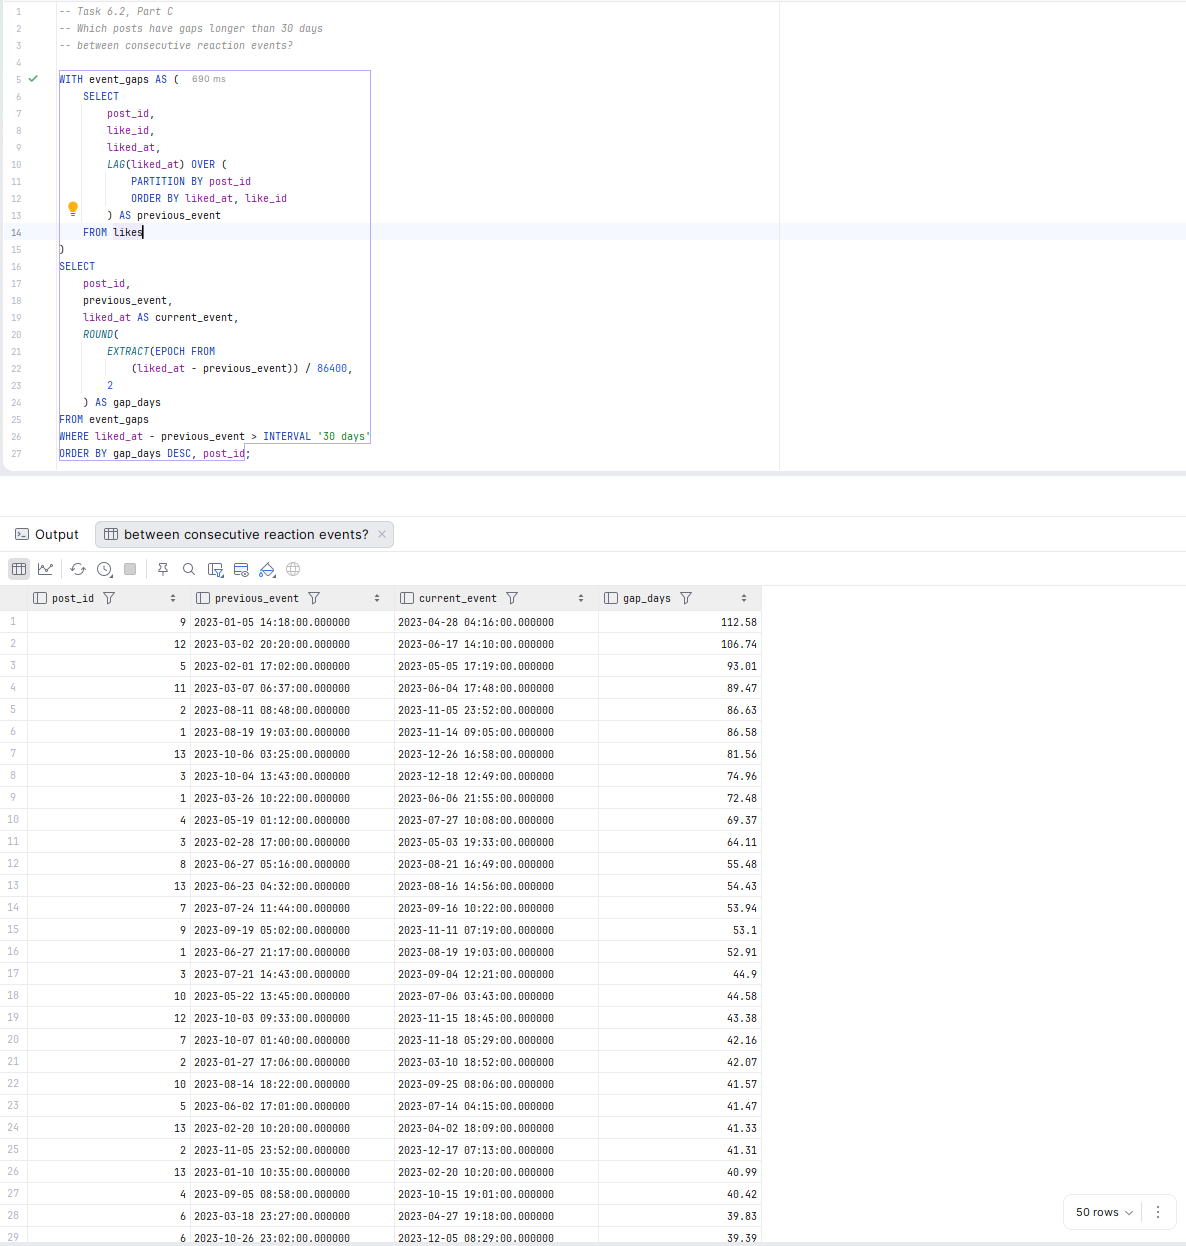 1 -- Task 6.2, Part C
2 -- Which posts have gaps longer than 30 days
3 -- between consecutive reaction events?
4
5 WITH event_gaps AS ( 690 ms
6 SELECT
7 post_id,
8 like_id,
9 liked_at,
10 LAG(liked_at) OVER (
11 PARTITION BY post_id
12 ORDER BY liked_at, like_id
13 ) AS previous_event
14 FROM likes
15 )
16 SELECT
17 post_id,
18 previous_event,
19 liked_at AS current_event,
20 ROUND(
21 EXTRACT(EPOCH FROM
22 (liked_at - previous_event)) / 86400,
23 2
24 ) AS gap_days
25 FROM event_gaps
26 WHERE liked_at - previous_event > INTERVAL '30 days'
27 ORDER BY gap_days DESC, post_id;
Output between consecutive reaction events?
post_id previous_event current_event gap_days
1 9 2023-01-05 14:18:00.000000 2023-04-28 04:16:00.000000 112.58
2 12 2023-03-02 20:20:00.000000 2023-06-17 14:10:00.000000 106.74
3 5 2023-02-01 17:02:00.000000 2023-05-05 17:19:00.000000 93.01
4 11 2023-03-07 06:37:00.000000 2023-06-04 17:48:00.000000 89.47
5 2 2023-08-11 08:48:00.000000 2023-11-05 23:52:00.000000 86.63
6 1 2023-08-19 19:03:00.000000 2023-11-14 09:05:00.000000 86.58
7 13 2023-10-06 03:25:00.000000 2023-12-26 16:58:00.000000 81.56
8 3 2023-10-04 13:43:00.000000 2023-12-18 12:49:00.000000 74.96
9 1 2023-03-26 10:22:00.000000 2023-06-06 21:55:00.000000 72.48
10 4 2023-05-19 01:12:00.000000 2023-07-27 10:08:00.000000 69.37
11 3 2023-02-28 17:00:00.000000 2023-05-03 19:33:00.000000 64.11
12 8 2023-06-27 05:16:00.000000 2023-08-21 16:49:00.000000 55.48
13 13 2023-06-23 04:32:00.000000 2023-08-16 14:56:00.000000 54.43
14 7 2023-07-24 11:44:00.000000 2023-09-16 10:22:00.000000 53.94
15 9 2023-09-19 05:02:00.000000 2023-11-11 07:19:00.000000 53.1
16 1 2023-06-27 21:17:00.000000 2023-08-19 19:03:00.000000 52.91
17 3 2023-07-21 14:43:00.000000 2023-09-04 12:21:00.000000 44.9
18 10 2023-05-22 13:45:00.000000 2023-07-06 03:43:00.000000 44.58
19 12 2023-10-03 09:33:00.000000 2023-11-15 18:45:00.000000 43.38
20 7 2023-10-07 01:40:00.000000 2023-11-18 05:29:00.000000 42.16
21 2 2023-01-27 17:06:00.000000 2023-03-10 18:52:00.000000 42.07
22 10 2023-08-14 18:22:00.000000 2023-09-25 08:06:00.000000 41.57
23 5 2023-06-02 17:01:00.000000 2023-07-14 04:15:00.000000 41.47
24 13 2023-02-20 10:20:00.000000 2023-04-02 18:09:00.000000 41.33
25 2 2023-11-05 23:52:00.000000 2023-12-17 07:13:00.000000 41.31
26 13 2023-01-10 10:35:00.000000 2023-02-20 10:20:00.000000 40.99
27 4 2023-09-05 08:58:00.000000 2023-10-15 19:01:00.000000 40.42
28 6 2023-03-18 23:27:00.000000 2023-04-27 19:18:00.000000 39.83
29 6 2023-10-26 23:02:00.000000 2023-12-05 08:29:00.000000 39.39
50 rows